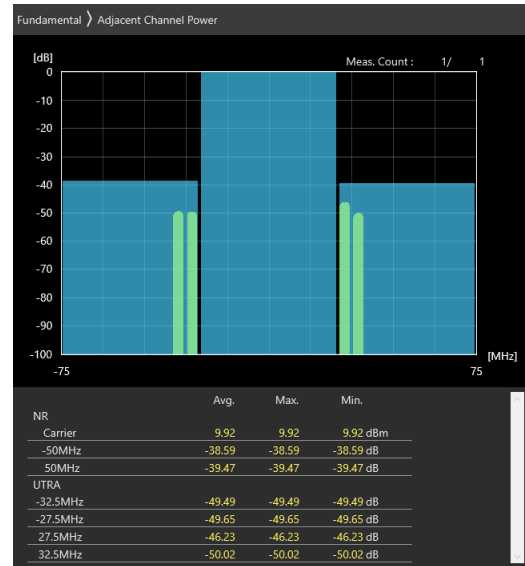 Fundamental 〉 Adjacent Channel Power
[dB]
Meas. Count : 1/ 1
0
-10
-20
-30
-40
-50
-60
-70
-80
-90
-100
[MHz]
-75 75
Avg. Max. Min.
NR
Carrier 9.92 9.92 9.92 dBm
-50MHz -38.59 -38.59 -38.59 dB
50MHz -39.47 -39.47 -39.47 dB
UTRA
-32.5MHz -49.49 -49.49 -49.49 dB
-27.5MHz -49.65 -49.65 -49.65 dB
27.5MHz -46.23 -46.23 -46.23 dB
32.5MHz -50.02 -50.02 -50.02 dB